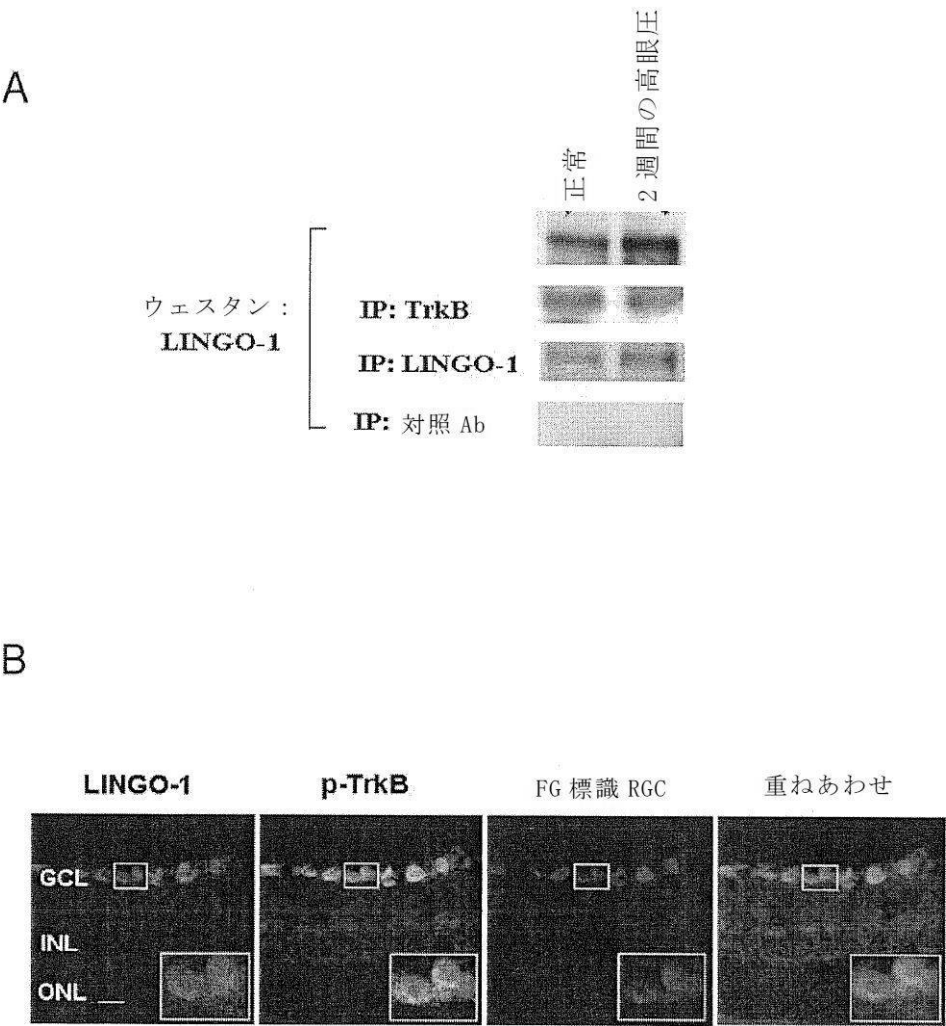 A
正常
2週間の高眼圧
ウェスタン：
LINGO-1
IP: TrkB
IP: LINGO-1
IP: 対照 Ab
B
LINGO-1
p-TrkB
FG 標識 RGC
重ねあわせ
GCL
INL
ONL